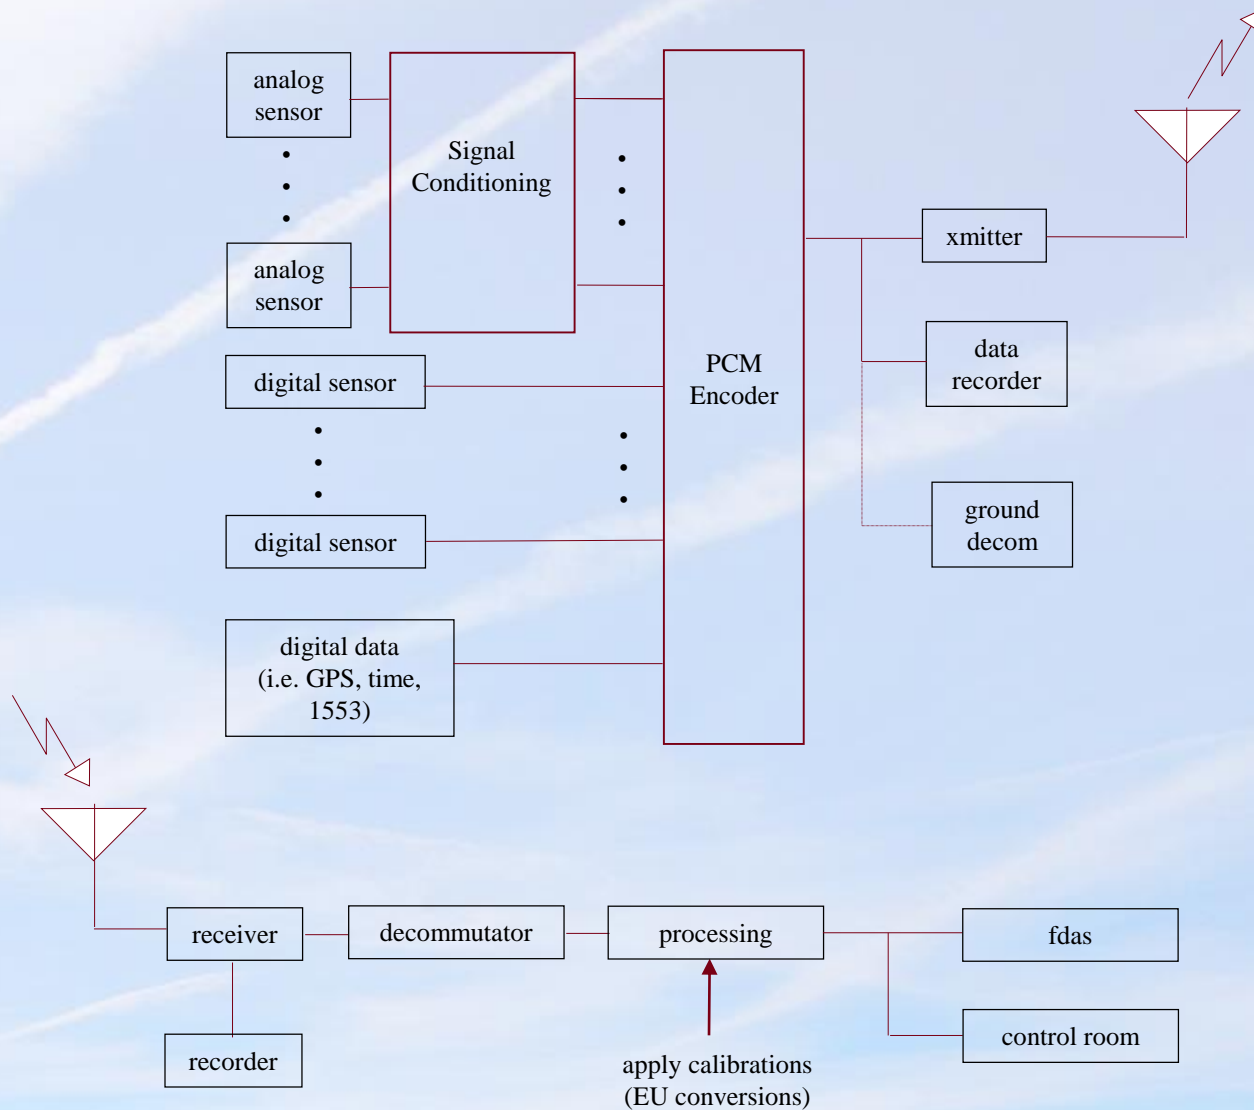 analog
sensor
Signal
Conditioning
analog
sensor
xmitter
digital sensor
PCM
Encoder
data
recorder
digital sensor
ground
decom
digital data
(i.e. GPS, time,
1553)
receiver
decommutator
processing
fdas
recorder
apply calibrations
(EU conversions)
control room